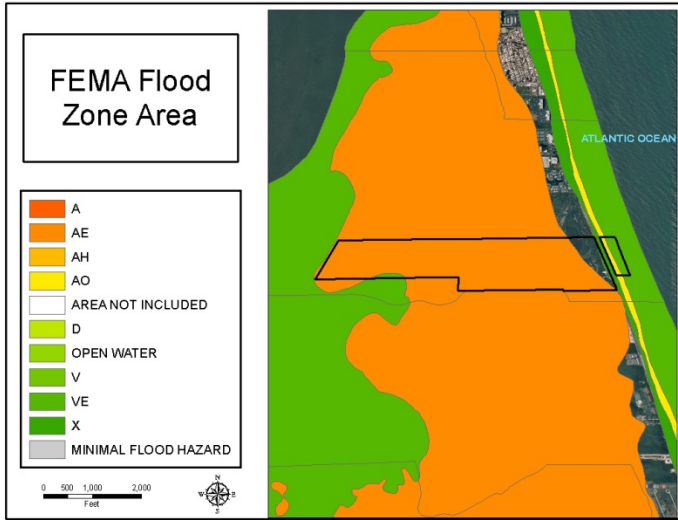 FEMA Flood
Zone Area
A
AE
AH
AO
AREA NOT INCLUDED
D
OPEN WATER
V
VE
X
MINIMAL FLOOD HAZARD
0 500 1,000 2,000
Feet
N
W E
S
ATLANTIC OCEAN